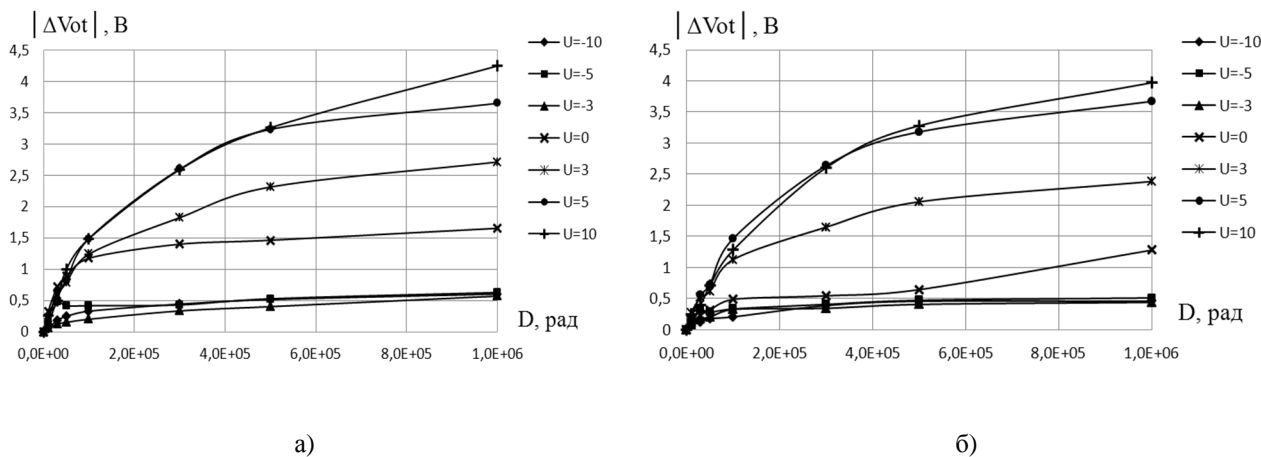 |ΔVot|, В
4,5
4
3,5
3
2,5
2
1,5
1
0,5
0
0,0E+00
2,0E+05
4,0E+05
6,0E+05
8,0E+05
1,0E+06
D, рад
U=-10
U=-5
U=-3
U=0
U=3
U=5
U=10
а)
|ΔVot|, В
4,5
4
3,5
3
2,5
2
1,5
1
0,5
0
0,0E+00
2,0E+05
4,0E+05
6,0E+05
8,0E+05
1,0E+06
D, рад
U=-10
U=-5
U=-3
U=0
U=3
U=5
U=10
б)